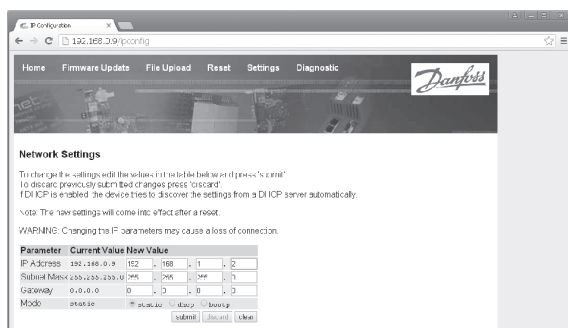 IP Configuration
192.168.0.9/ipconfig
Home Firmware Update File Upload Reset Settings Diagnostic
Danfoss
Network Settings
To change the settings edit the values in the table below and press 'submit'.
To discard previously submitted changes press 'discard'.
If DHCP is enabled, the device tries to discover the settings from a DHCP server automatically.
Note: The new settings will come into effect after a reset.
WARNING: Changing the IP parameters may cause a loss of connection.
Parameter Current Value New Value
IP Address 192.168.0.9 192 . 168 . 1 . 2
Subnet Mask 255.255.255.0 255 . 255 . 255 . 0
Gateway 0.0.0.0 0 . 0 . 0 . 0
Mode static static dhcp bootp
submit discard clear